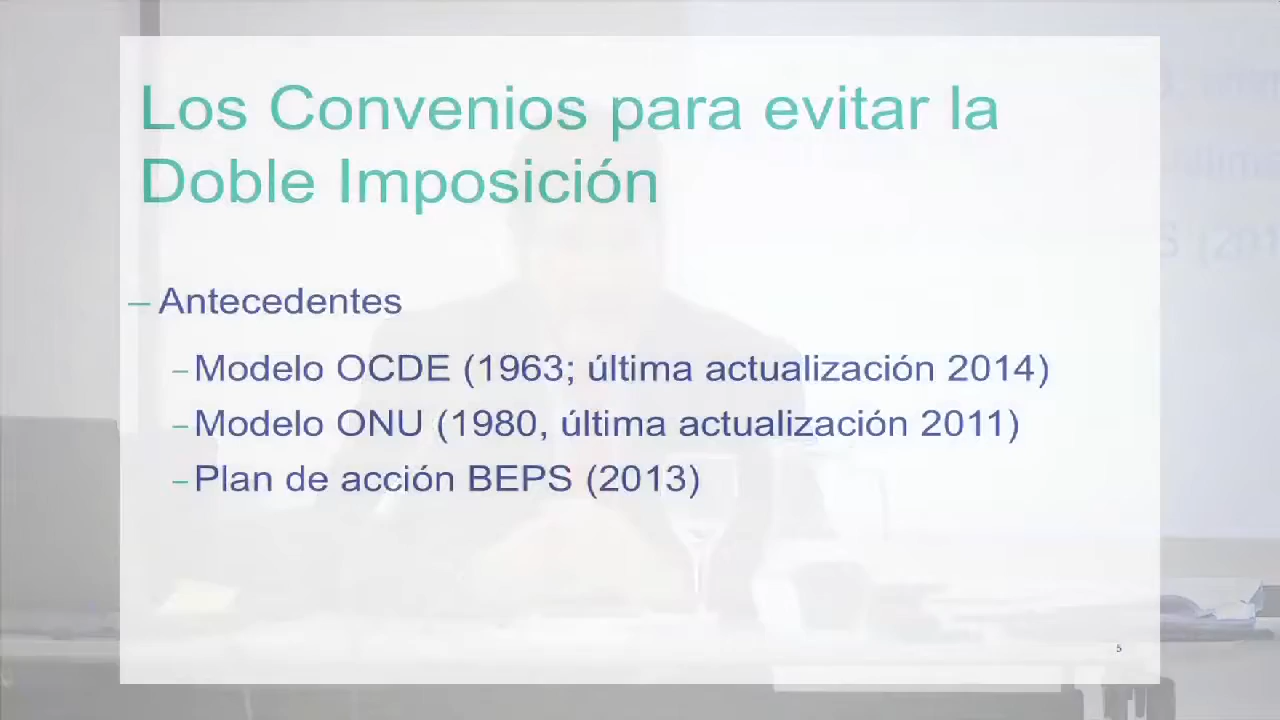 Los Convenios para evitar la
Doble Imposición
– Antecedentes
– Modelo OCDE (1963; última actualización 2014)
– Modelo ONU (1980, última actualización 2011)
– Plan de acción BEPS (2013)
5